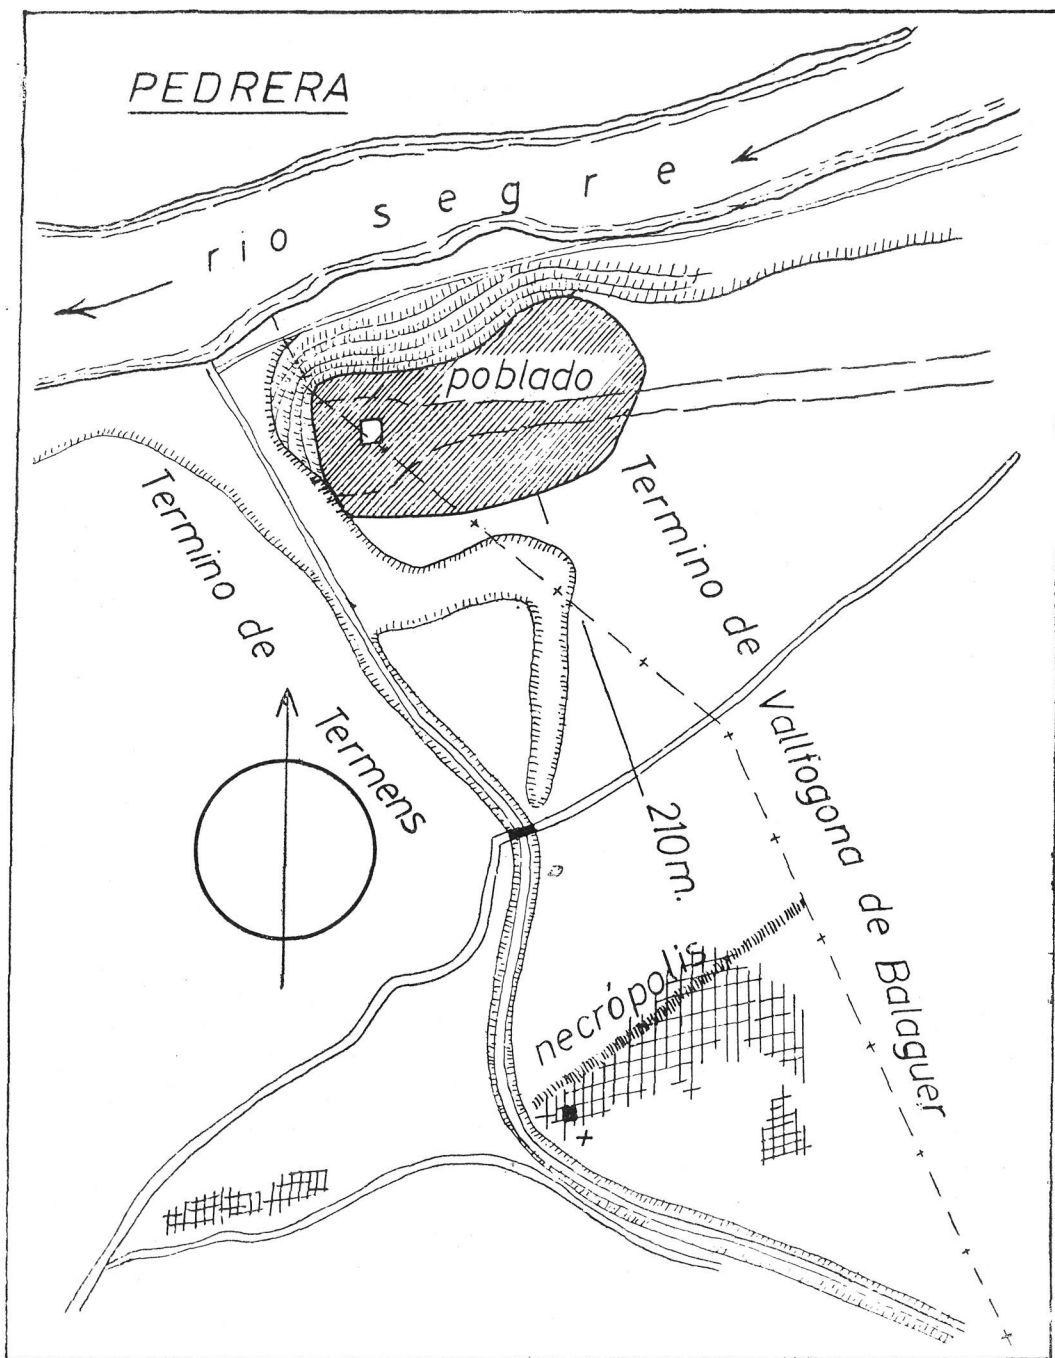 PEDRERA
rio segre
poblado
Termino de
Termens
Termino de
Vallfogona de Balaguer
210m.
necrópolis